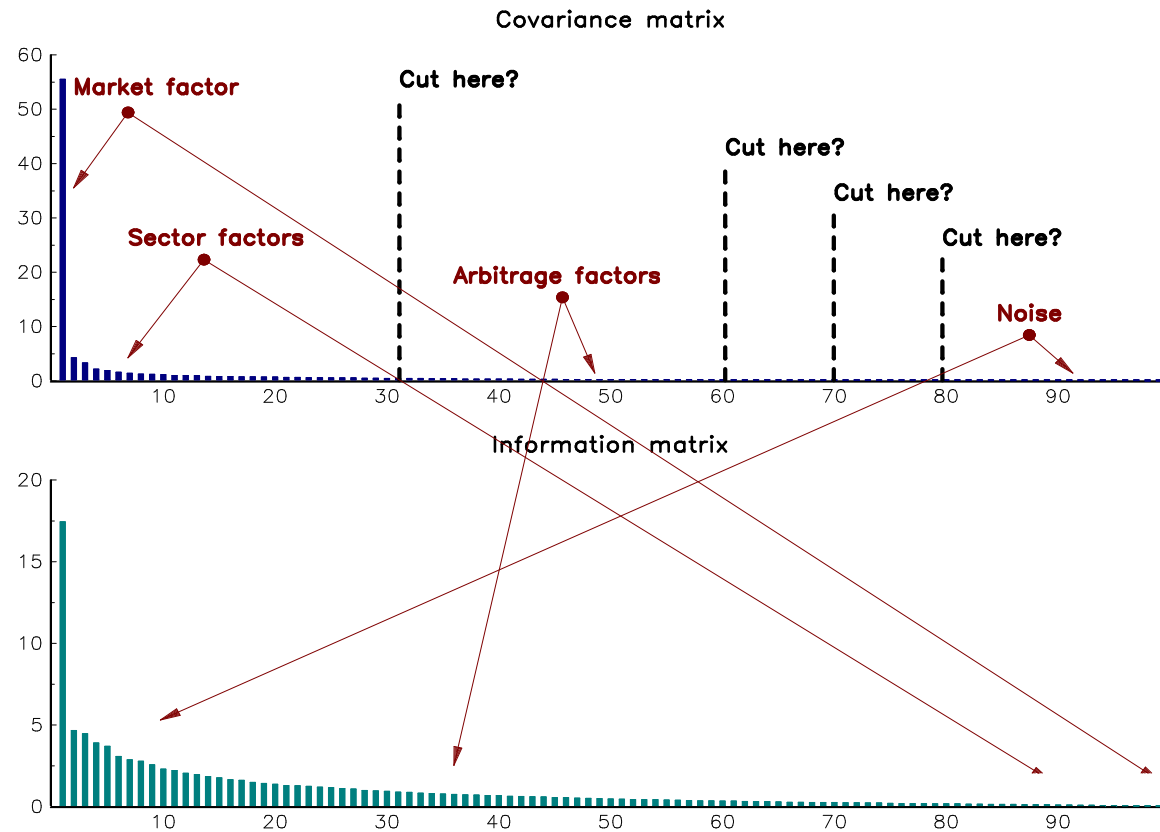 Covariance matrix
60
50
40
30
20
10
0
Market factor
Cut here?
Cut here?
Cut here?
Sector factors
Cut here?
Arbitrage factors
Noise
10 20 30 40 50 60 70 80 90
Information matrix
20
15
10
5
0
10 20 30 40 50 60 70 80 90